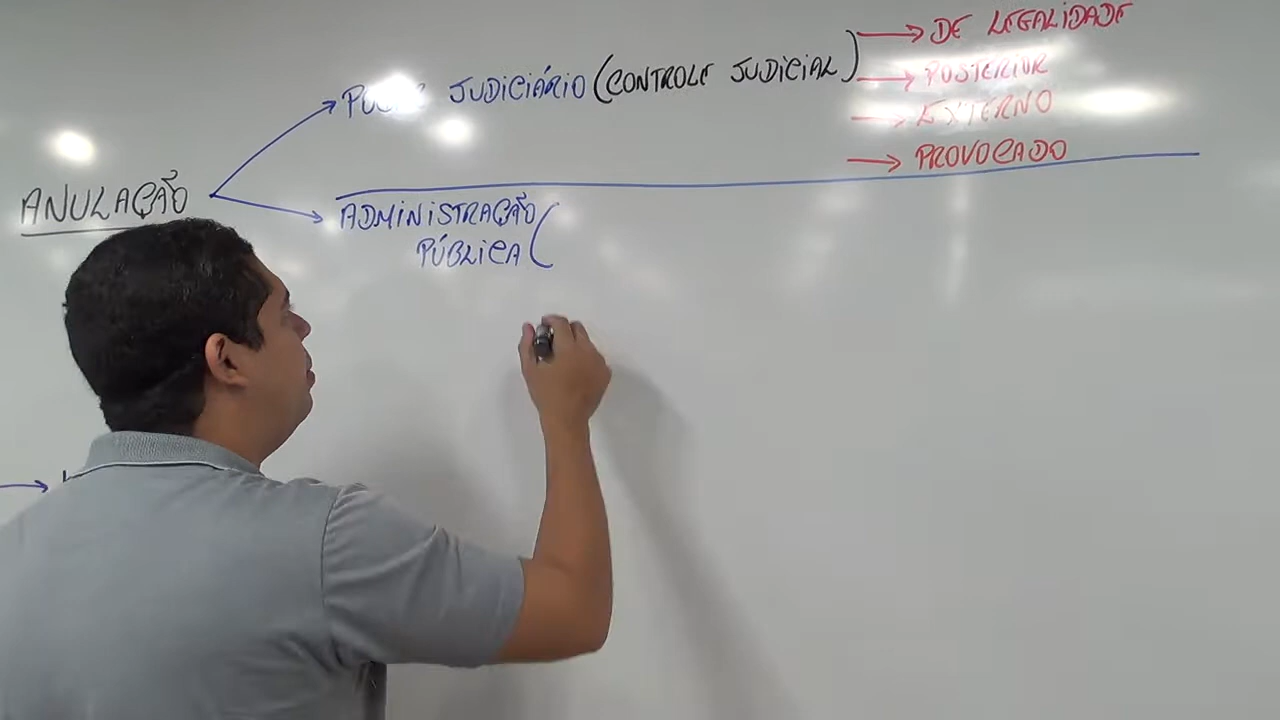 → DE LEGALIDADE
JUDICIÁRIO (CONTROLE JUDICIAL) → POSTERIOR
→ EXTERNO
→ PROVOCADO
ANULAÇÃO
ADMINISTRAÇÃO (
PÚBLICA